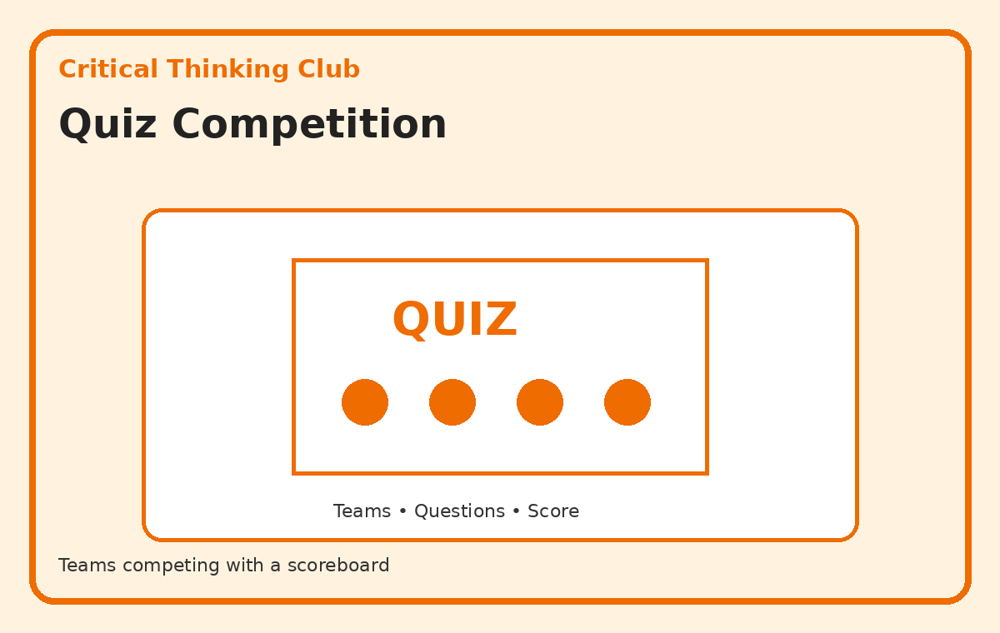 Critical Thinking Club
Quiz Competition
QUIZ
Teams • Questions • Score
Teams competing with a scoreboard